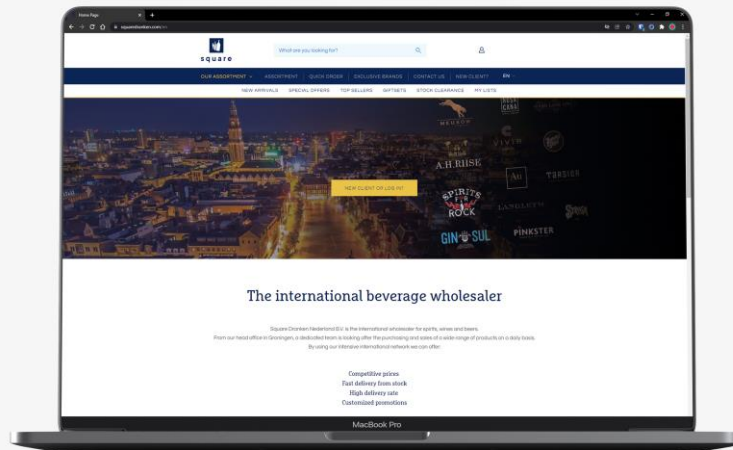 Home Page
square
What are you looking for?
OUR ASSORTMENT
ASSORTMENT
QUICK ORDER
EXCLUSIVE BRANDS
CONTACT US
NEW CLIENT?
EN
NEW ARRIVALS
SPECIAL OFFERS
TOP SELLERS
GIFTSETS
STOCK CLEARANCE
MY LISTS
A.H.RIISE
Au
SPIRITS
ROCK
GIN SUL
PINKSTER
NEW CLIENT OR LOG IN?
The international beverage wholesaler
Square Dranken Nederland B.V. is the international wholesaler for spirits, wines and beers.
From our head office in Groningen, a dedicated team is looking after the purchasing and sales of a wide range of products on a daily basis.
By using our intensive international network we can offer:
Competitive prices
Fast delivery from stock
High delivery rate
Customized promotions
MacBook Pro